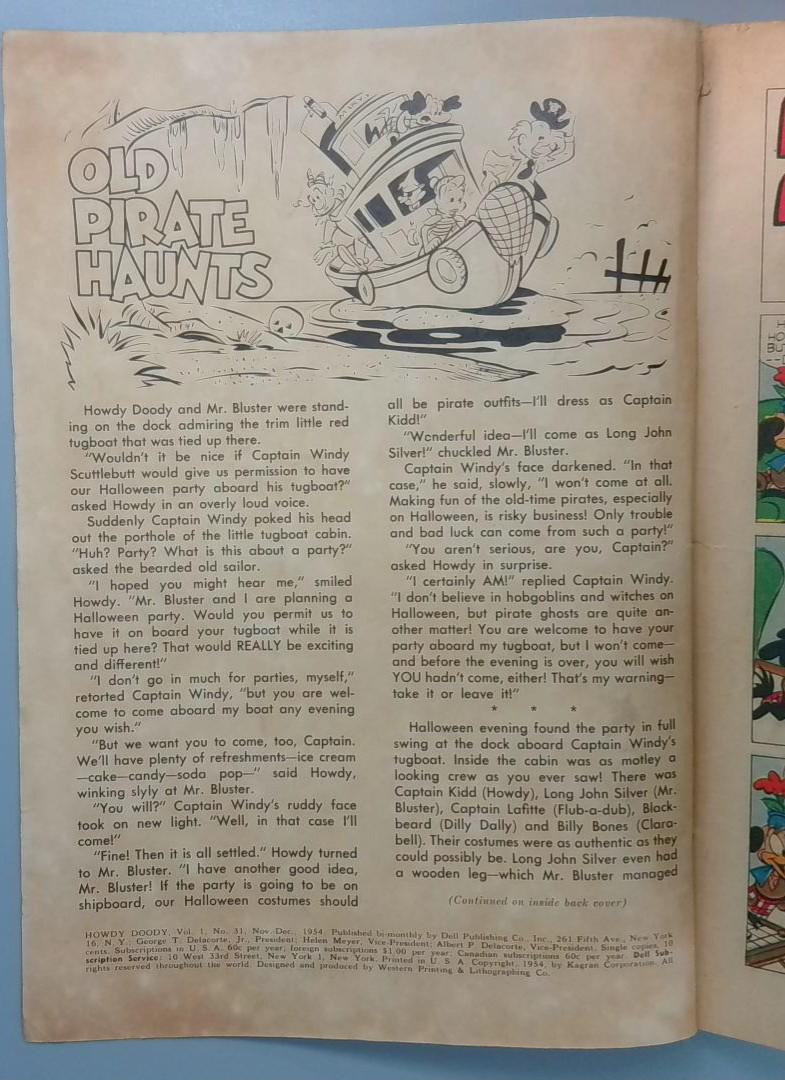 OLD
PIRATE
HAUNTS
Howdy Doody and Mr. Bluster were stand-
ing on the dock admiring the trim little red
tugboat that was tied up there.
"Wouldn't it be nice if Captain Windy
Scuttlebutt would give us permission to have
our Halloween party aboard his tugboat?"
asked Howdy in an overly loud voice.
Suddenly Captain Windy poked his head
out the porthole of the little tugboat cabin.
"Huh? Party? What is this about a party?"
asked the bearded old sailor.
"I hoped you might hear me," smiled
Howdy. "Mr. Bluster and I are planning a
Halloween party. Would you permit us to
have it on board your tugboat while it is
tied up here? That would REALLY be exciting
and different!"
"I don't go in much for parties, myself,"
retorted Captain Windy, "but you are wel-
come to come aboard my boat any evening
you wish."
"But we want you to come, too, Captain.
We'll have plenty of refreshments—ice cream
—cake—candy—soda pop—" said Howdy,
winking slyly at Mr. Bluster.
"You will?" Captain Windy's ruddy face
took on new light. "Well, in that case I'll
come!"
"Fine! Then it is all settled." Howdy turned
to Mr. Bluster. "I have another good idea,
Mr. Bluster! If the party is going to be on
shipboard, our Halloween costumes should
all be pirate outfits—I'll dress as Captain
Kidd!"
"Wonderful idea—I'll come as Long John
Silver!" chuckled Mr. Bluster.
Captain Windy's face darkened. "In that
case," he said, slowly, "I won't come at all.
Making fun of the old-time pirates, especially
on Halloween, is risky business! Only trouble
and bad luck can come from such a party!"
"You aren't serious, are you, Captain?"
asked Howdy in surprise.
"I certainly AM!" replied Captain Windy.
"I don't believe in hobgoblins and witches on
Halloween, but pirate ghosts are quite an-
other matter! You are welcome to have your
party aboard my tugboat, but I won't come—
and before the evening is over, you will wish
YOU hadn't come, either! That's my warning—
take it or leave it!"
* * *
Halloween evening found the party in full
swing at the dock aboard Captain Windy's
tugboat. Inside the cabin was as motley a
looking crew as you ever saw! There was
Captain Kidd (Howdy), Long John Silver (Mr.
Bluster), Captain Lafitte (Flub-a-dub), Black-
beard (Dilly Dally) and Billy Bones (Clara-
bell). Their costumes were as authentic as they
could possibly be. Long John Silver even had
a wooden leg—which Mr. Bluster managed
(Continued on inside back cover)
HOWDY DOODY, Vol. 1, No. 31, Nov.-Dec., 1954. Published bi-monthly by Dell Publishing Co., Inc., 261 Fifth Ave., New York
16, N. Y.; George T. Delacorte, Jr., President; Helen Meyer, Vice-President; Albert P. Delacorte, Vice-President. Single copies, 10
cents. Subscriptions in U. S. A. 60c per year; foreign subscriptions $1.00 per year; Canadian subscriptions 60c per year. Dell Sub-
scription Service: 10 West 33rd Street, New York 1, New York. Printed in U. S. A. Copyright, 1954, by Kagran Corporation. All
rights reserved throughout the world. Designed and produced by Western Printing & Lithographing Co.